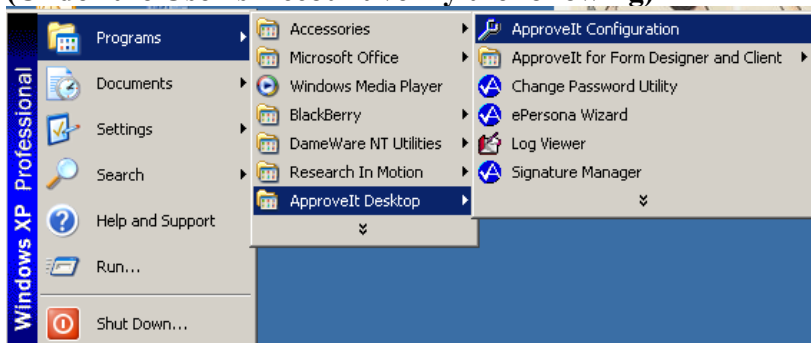 Programs
Documents
Settings
Search
Help and Support
Run...
Shut Down...
Windows XP Professional
Accessories
Microsoft Office
Windows Media Player
BlackBerry
DameWare NT Utilities
Research In Motion
ApproveIt Desktop
ApproveIt Configuration
ApproveIt for Form Designer and Client
Change Password Utility
ePersona Wizard
Log Viewer
Signature Manager